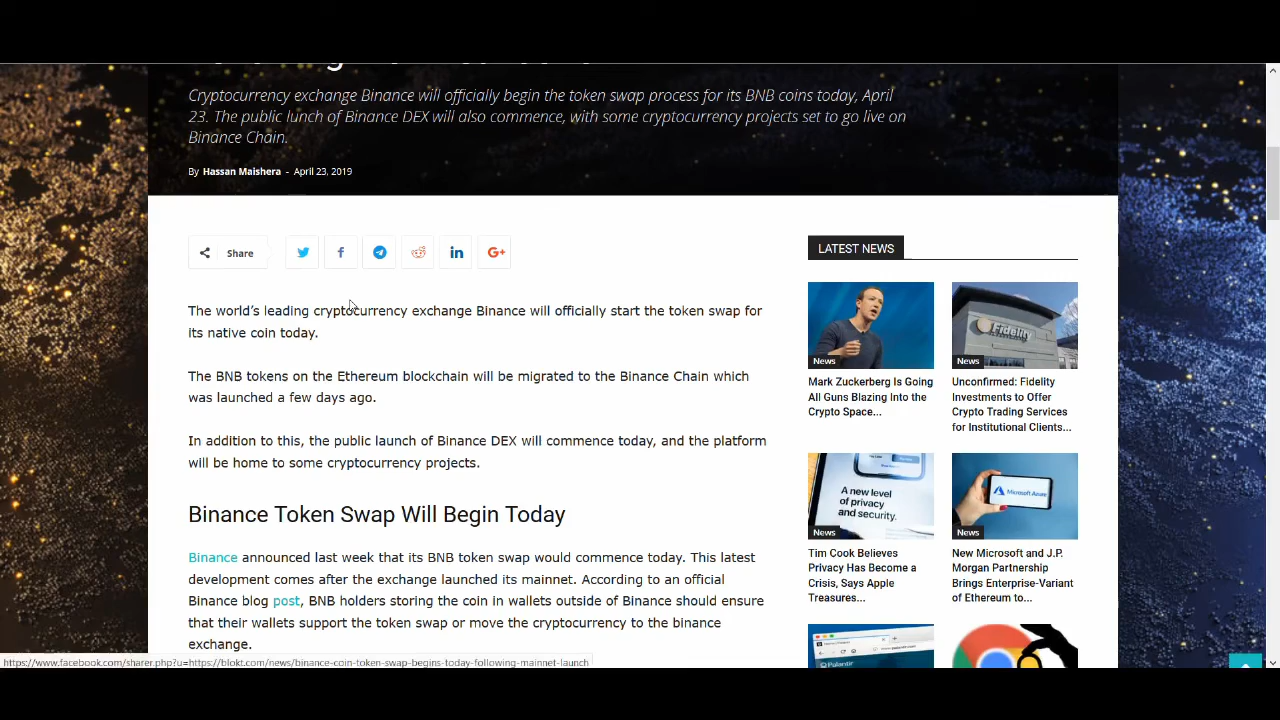 Cryptocurrency exchange Binance will officially begin the token swap process for its BNB coins today, April
23. The public lunch of Binance DEX will also commence, with some cryptocurrency projects set to go live on
Binance Chain.
By Hassan Maishera - April 23, 2019
Share
The world's leading cryptocurrency exchange Binance will officially start the token swap for
its native coin today.
The BNB tokens on the Ethereum blockchain will be migrated to the Binance Chain which
was launched a few days ago.
In addition to this, the public launch of Binance DEX will commence today, and the platform
will be home to some cryptocurrency projects.
Binance Token Swap Will Begin Today
Binance announced last week that its BNB token swap would commence today. This latest
development comes after the exchange launched its mainnet. According to an official
Binance blog post, BNB holders storing the coin in wallets outside of Binance should ensure
that their wallets support the token swap or move the cryptocurrency to the binance
exchange.
LATEST NEWS
News
Mark Zuckerberg Is Going
All Guns Blazing Into the
Crypto Space...
Fidelity
News
Unconfirmed: Fidelity
Investments to Offer
Crypto Trading Services
for Institutional Clients...
A new level
of privacy
and security.
News
Tim Cook Believes
Privacy Has Become a
Crisis, Says Apple
Treasures...
Microsoft Azure
News
New Microsoft and J.P.
Morgan Partnership
Brings Enterprise-Variant
of Ethereum to...
Palantir
https://www.facebook.com/sharer.php?u=https://blokt.com/news/binance-coin-token-swap-begins-today-following-mainnet-launch